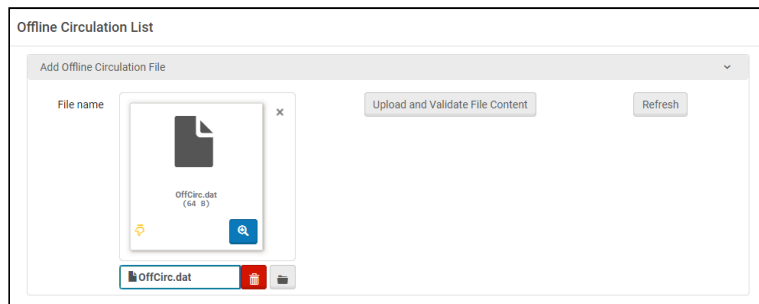 Offline Circulation List
Add Offline Circulation File
File name
Upload and Validate File Content
Refresh
OffCirc.dat
(64 B)
OffCirc.dat